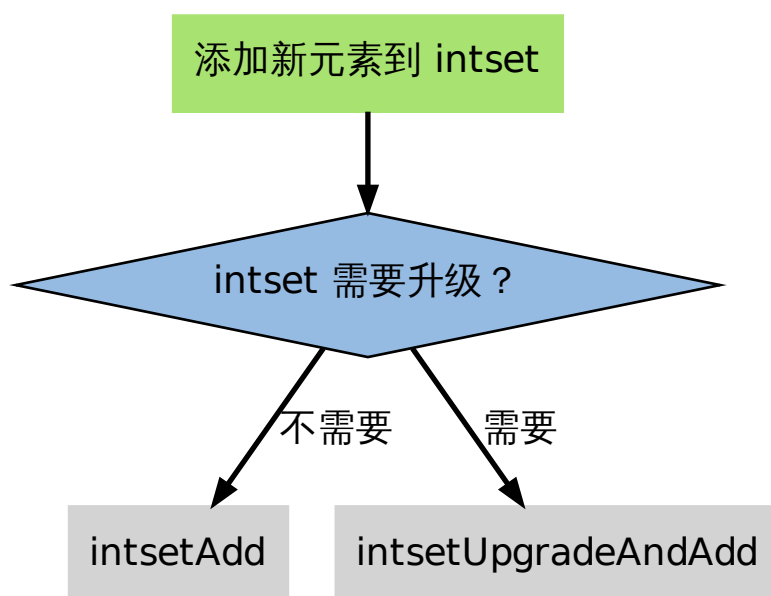 添加新元素到 intset
intset 需要升级？
不需要
需要
intsetAdd
intsetUpgradeAndAdd